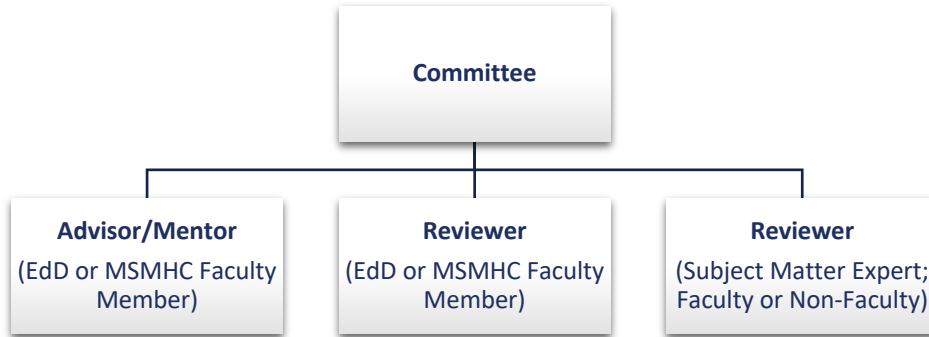 Committee
Advisor/Mentor
(EdD or MSMHC Faculty
Member)
Reviewer
(EdD or MSMHC Faculty
Member)
Reviewer
(Subject Matter Expert;
Faculty or Non-Faculty)